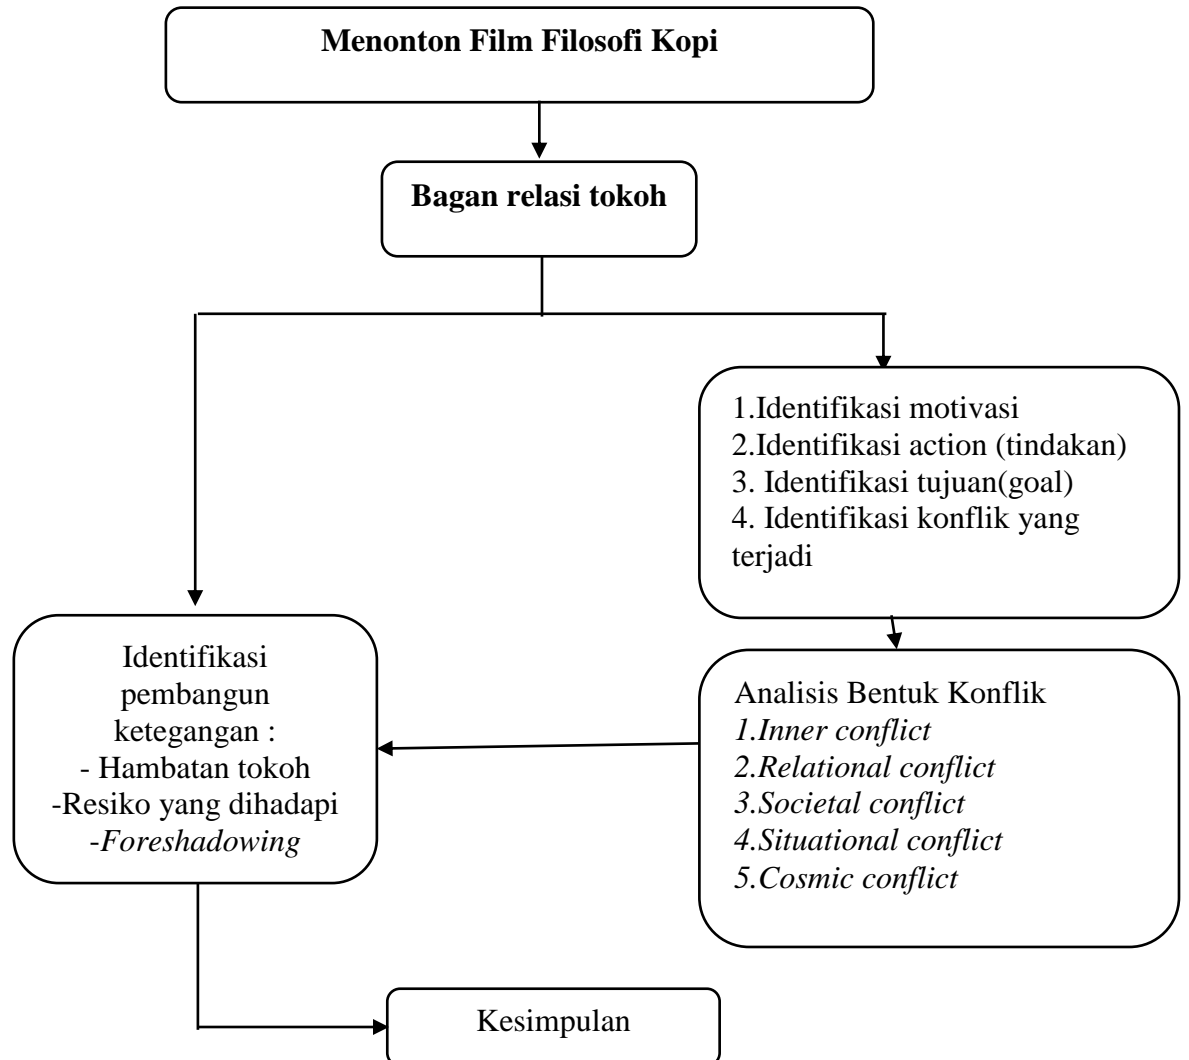 Menonton Film Filosofi Kopi
Bagan relasi tokoh
1.Identifikasi motivasi
2.Identifikasi action (tindakan)
3. Identifikasi tujuan(goal)
4. Identifikasi konflik yang
terjadi
Identifikasi
pembangun
ketegangan :
- Hambatan tokoh
-Resiko yang dihadapi
-Foreshadowing
Analisis Bentuk Konflik
1.Inner conflict
2.Relational conflict
3.Societal conflict
4.Situational conflict
5.Cosmic conflict
Kesimpulan